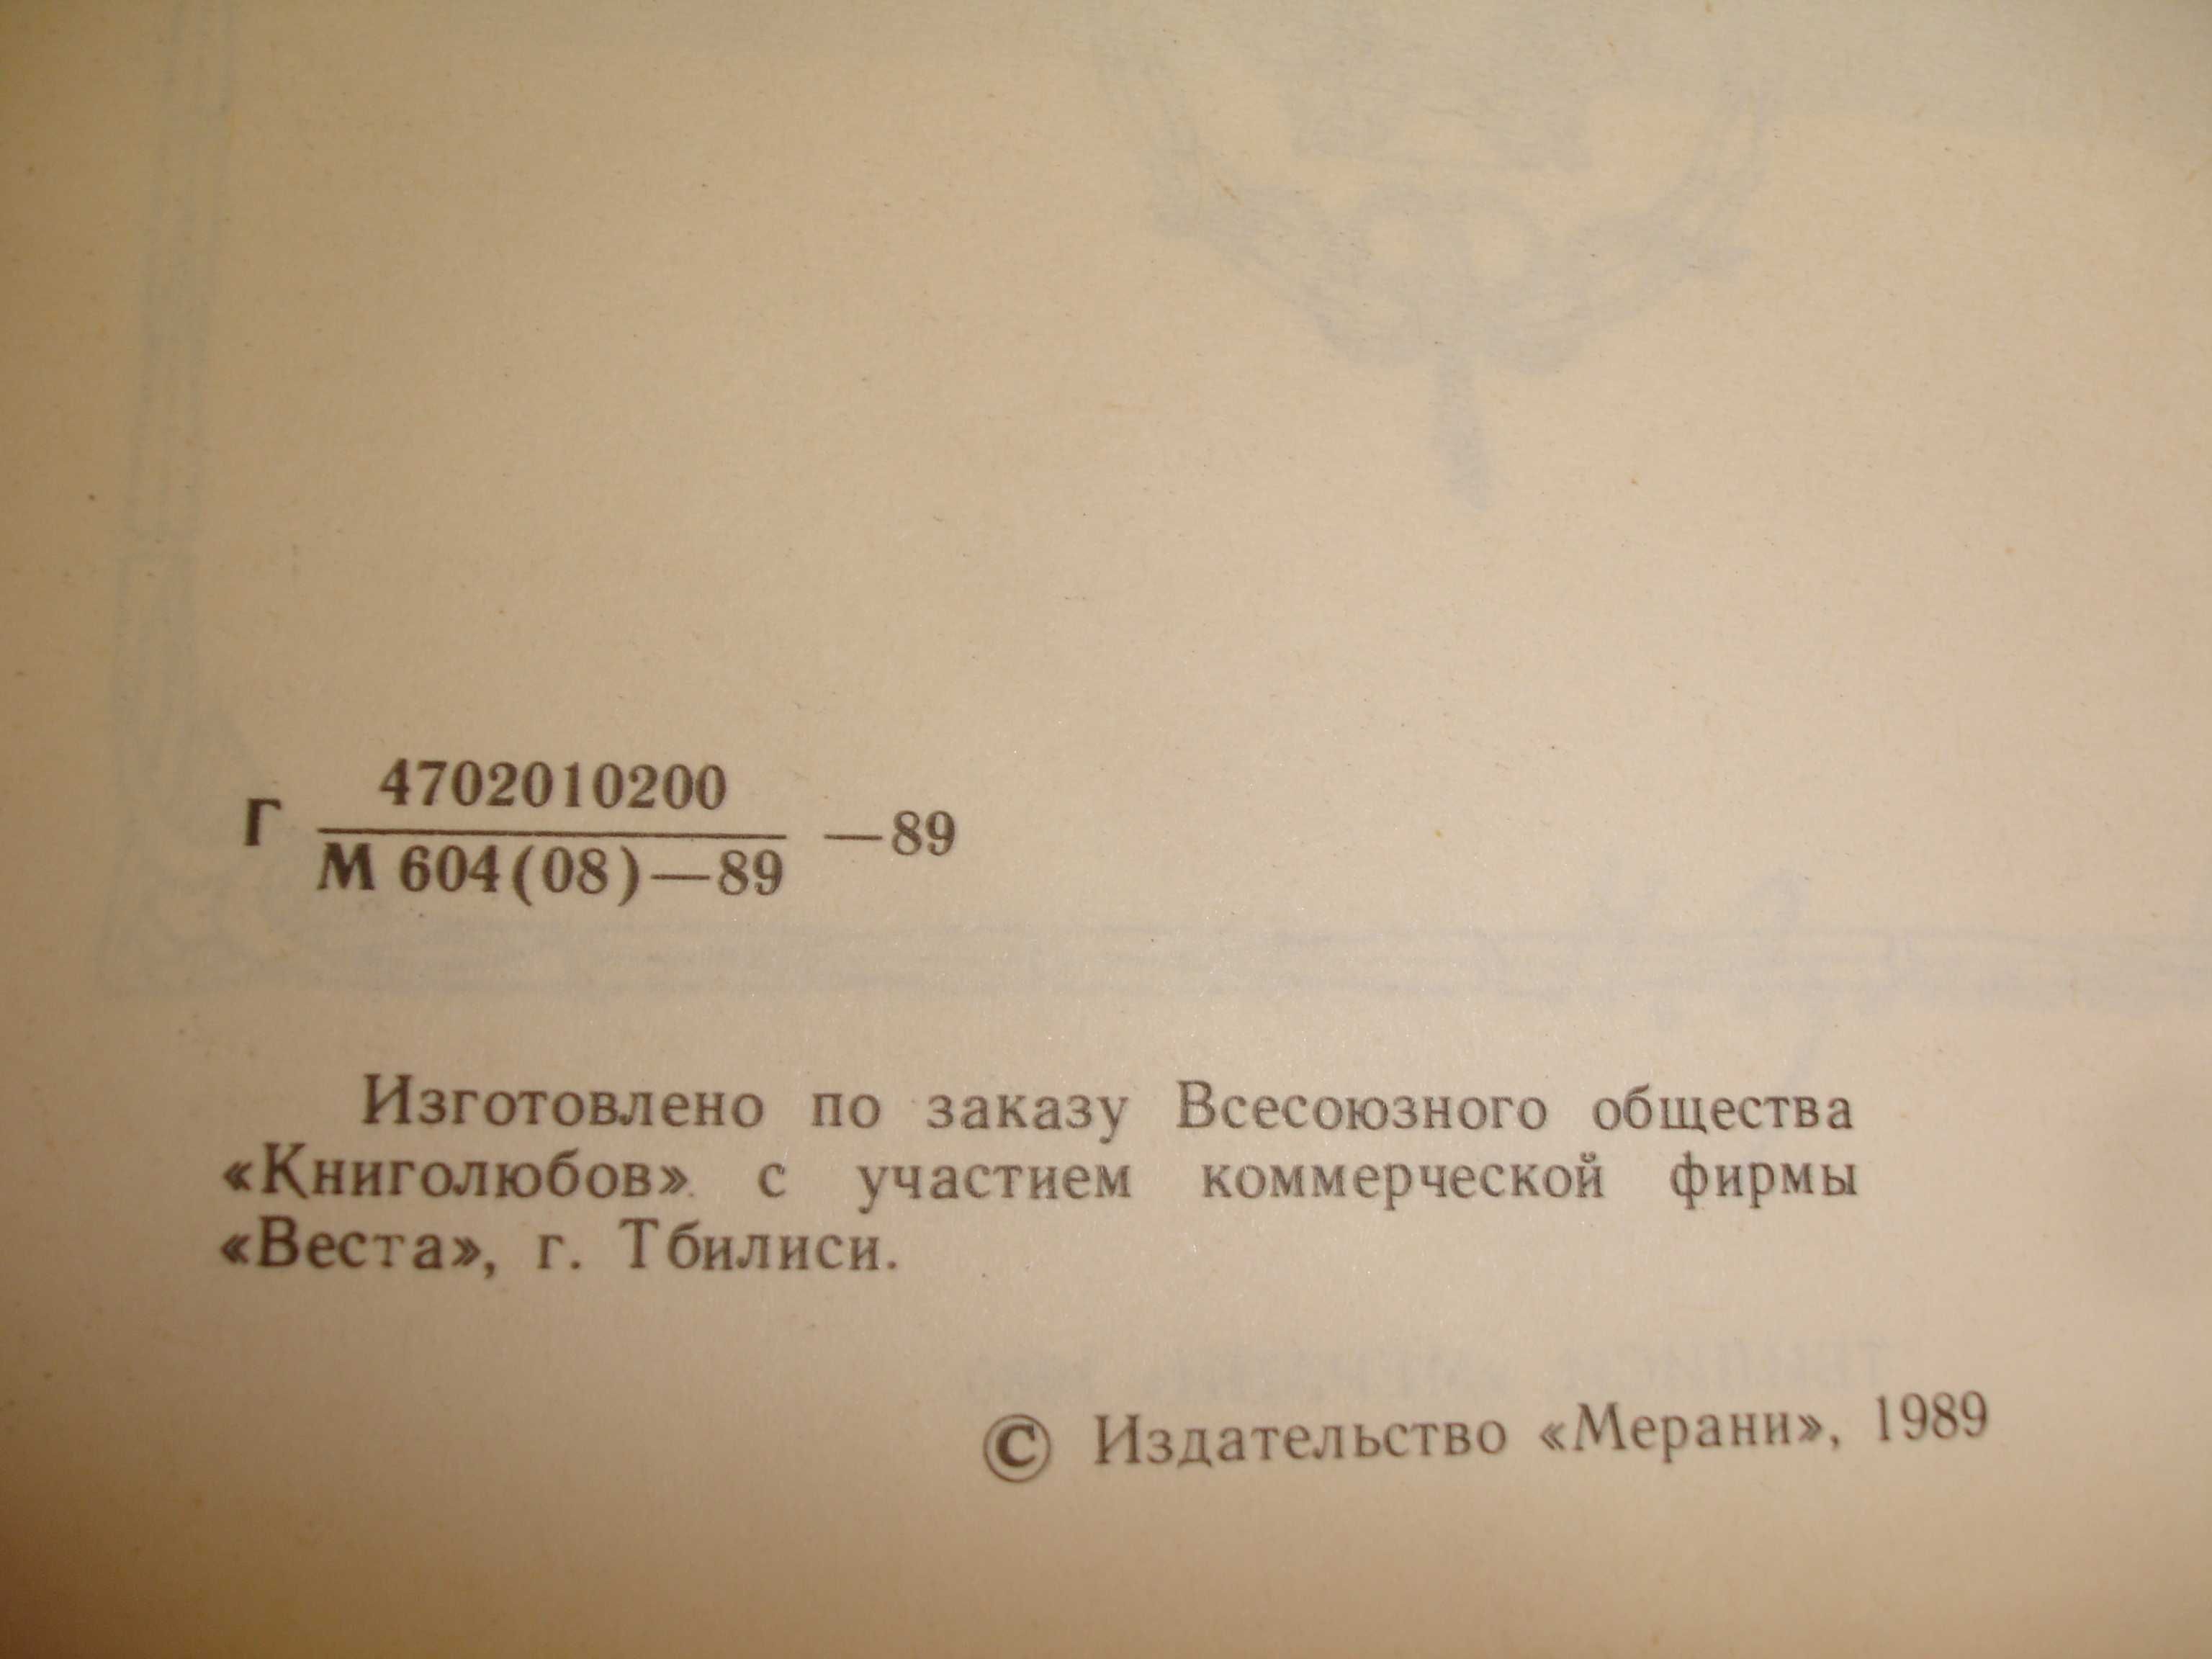 4702010200
Г —89
М 604(08)—89
Изготовлено по заказу Всесоюзного общества
«Книголюбов» с участием коммерческой фирмы
«Веста», г. Тбилиси.
© Издательство «Мерани», 1989